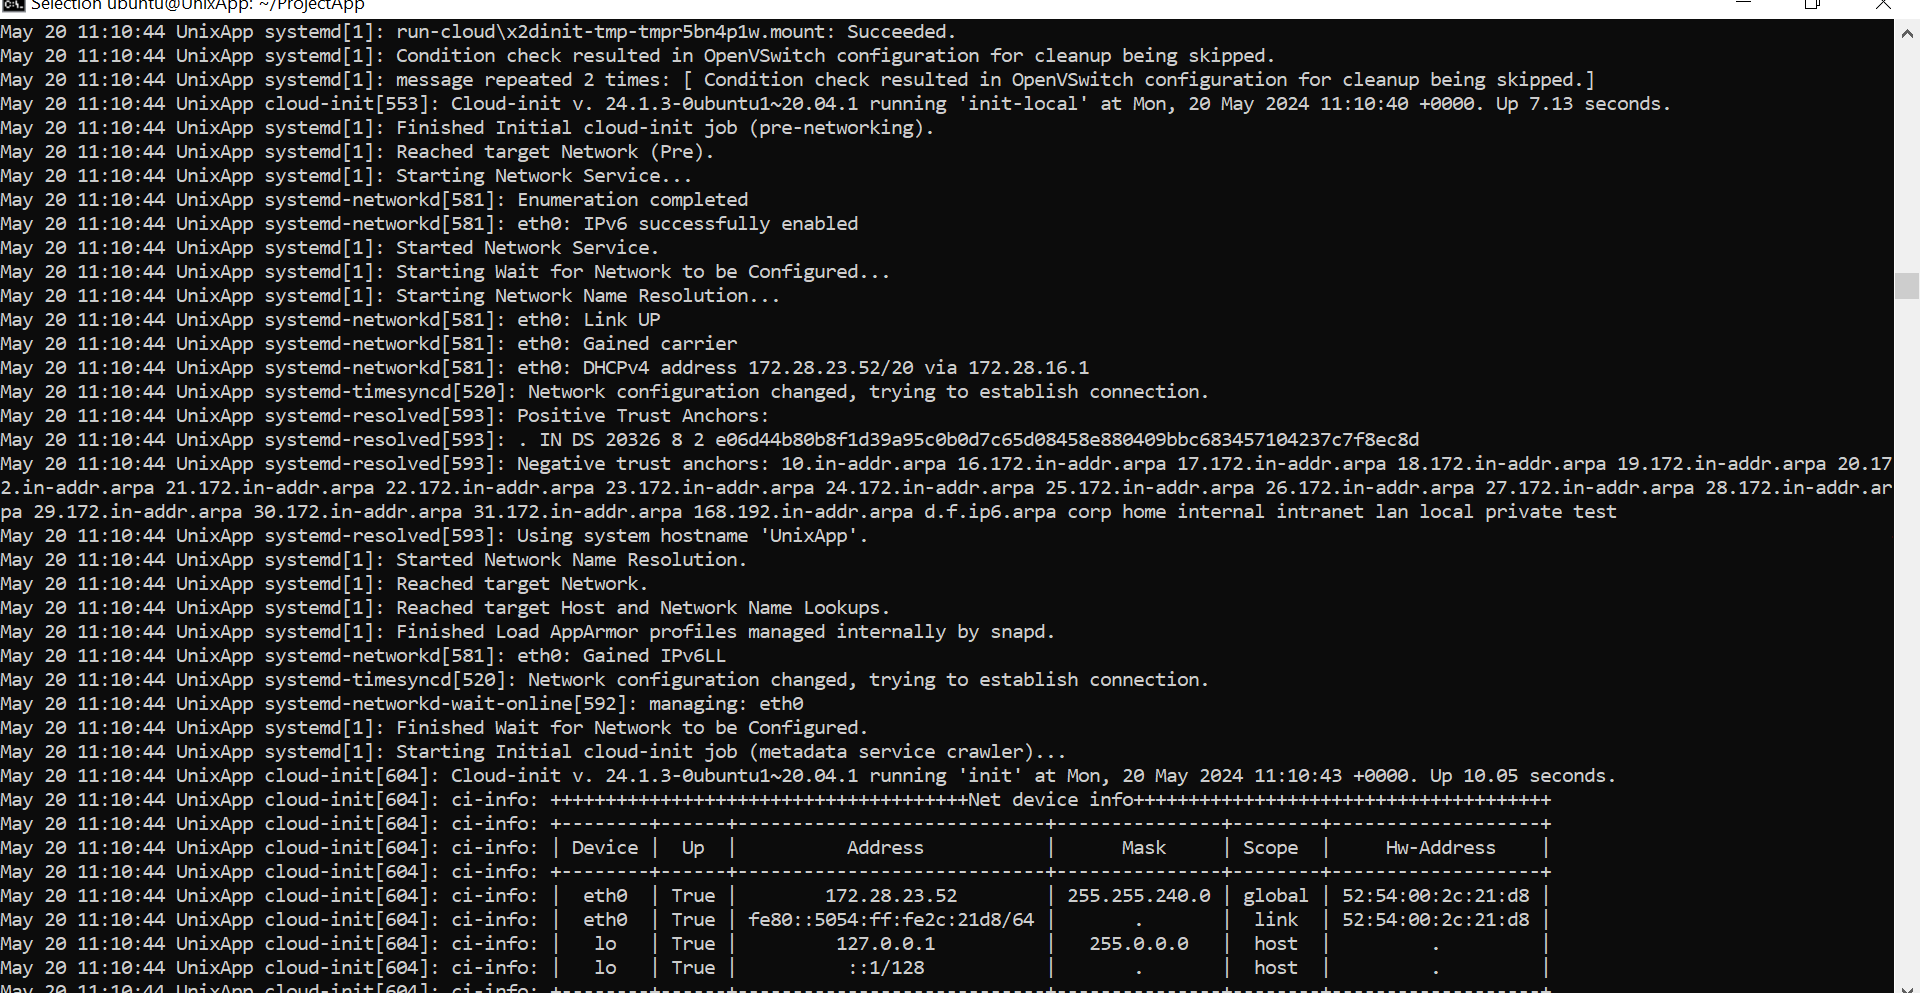 Selection ubuntu@UnixApp: ~/ProjectApp
May 20 11:10:44 UnixApp systemd[1]: run-cloud\x2dinit-tmp-tmpr5bn4p1w.mount: Succeeded.
May 20 11:10:44 UnixApp systemd[1]: Condition check resulted in OpenVSwitch configuration for cleanup being skipped.
May 20 11:10:44 UnixApp systemd[1]: message repeated 2 times: [ Condition check resulted in OpenVSwitch configuration for cleanup being skipped.]
May 20 11:10:44 UnixApp cloud-init[553]: Cloud-init v. 24.1.3-0ubuntu1~20.04.1 running 'init-local' at Mon, 20 May 2024 11:10:40 +0000. Up 7.13 seconds.
May 20 11:10:44 UnixApp systemd[1]: Finished Initial cloud-init job (pre-networking).
May 20 11:10:44 UnixApp systemd[1]: Reached target Network (Pre).
May 20 11:10:44 UnixApp systemd[1]: Starting Network Service...
May 20 11:10:44 UnixApp systemd-networkd[581]: Enumeration completed
May 20 11:10:44 UnixApp systemd-networkd[581]: eth0: IPv6 successfully enabled
May 20 11:10:44 UnixApp systemd[1]: Started Network Service.
May 20 11:10:44 UnixApp systemd[1]: Starting Wait for Network to be Configured...
May 20 11:10:44 UnixApp systemd[1]: Starting Network Name Resolution...
May 20 11:10:44 UnixApp systemd-networkd[581]: eth0: Link UP
May 20 11:10:44 UnixApp systemd-networkd[581]: eth0: Gained carrier
May 20 11:10:44 UnixApp systemd-networkd[581]: eth0: DHCPv4 address 172.28.23.52/20 via 172.28.16.1
May 20 11:10:44 UnixApp systemd-timesyncd[520]: Network configuration changed, trying to establish connection.
May 20 11:10:44 UnixApp systemd-resolved[593]: Positive Trust Anchors:
May 20 11:10:44 UnixApp systemd-resolved[593]: . IN DS 20326 8 2 e06d44b80b8f1d39a95c0b0d7c65d08458e880409bbc683457104237c7f8ec8d
May 20 11:10:44 UnixApp systemd-resolved[593]: Negative trust anchors: 10.in-addr.arpa 16.172.in-addr.arpa 17.172.in-addr.arpa 18.172.in-addr.arpa 19.172.in-addr.arpa 20.17
2.in-addr.arpa 21.172.in-addr.arpa 22.172.in-addr.arpa 23.172.in-addr.arpa 24.172.in-addr.arpa 25.172.in-addr.arpa 26.172.in-addr.arpa 27.172.in-addr.arpa 28.172.in-addr.ar
pa 29.172.in-addr.arpa 30.172.in-addr.arpa 31.172.in-addr.arpa 168.192.in-addr.arpa d.f.ip6.arpa corp home internal intranet lan local private test
May 20 11:10:44 UnixApp systemd-resolved[593]: Using system hostname 'UnixApp'.
May 20 11:10:44 UnixApp systemd[1]: Started Network Name Resolution.
May 20 11:10:44 UnixApp systemd[1]: Reached target Network.
May 20 11:10:44 UnixApp systemd[1]: Reached target Host and Network Name Lookups.
May 20 11:10:44 UnixApp systemd[1]: Finished Load AppArmor profiles managed internally by snapd.
May 20 11:10:44 UnixApp systemd-networkd[581]: eth0: Gained IPv6LL
May 20 11:10:44 UnixApp systemd-timesyncd[520]: Network configuration changed, trying to establish connection.
May 20 11:10:44 UnixApp systemd-networkd-wait-online[592]: managing: eth0
May 20 11:10:44 UnixApp systemd[1]: Finished Wait for Network to be Configured.
May 20 11:10:44 UnixApp systemd[1]: Starting Initial cloud-init job (metadata service crawler)...
May 20 11:10:44 UnixApp cloud-init[604]: Cloud-init v. 24.1.3-0ubuntu1~20.04.1 running 'init' at Mon, 20 May 2024 11:10:43 +0000. Up 10.05 seconds.
May 20 11:10:44 UnixApp cloud-init[604]: ci-info: ++++++++++++++++++++++++++++++++++++++Net device info++++++++++++++++++++++++++++++++++++++
May 20 11:10:44 UnixApp cloud-init[604]: ci-info: +--------+------+----------------------------+---------------+--------+-------------------+
May 20 11:10:44 UnixApp cloud-init[604]: ci-info: | Device |  Up  |          Address           |      Mask     | Scope  |     Hw-Address    |
May 20 11:10:44 UnixApp cloud-init[604]: ci-info: +--------+------+----------------------------+---------------+--------+-------------------+
May 20 11:10:44 UnixApp cloud-init[604]: ci-info: |  eth0  | True |        172.28.23.52        | 255.255.240.0 | global | 52:54:00:2c:21:d8 |
May 20 11:10:44 UnixApp cloud-init[604]: ci-info: |  eth0  | True | fe80::5054:ff:fe2c:21d8/64 |       .       |  link  | 52:54:00:2c:21:d8 |
May 20 11:10:44 UnixApp cloud-init[604]: ci-info: |   lo   | True |         127.0.0.1          |   255.0.0.0   |  host  |         .         |
May 20 11:10:44 UnixApp cloud-init[604]: ci-info: |   lo   | True |          ::1/128           |       .       |  host  |         .         |
May 20 11:10:44 UnixApp cloud-init[604]: ci-info: +--------+------+----------------------------+---------------+--------+-------------------+